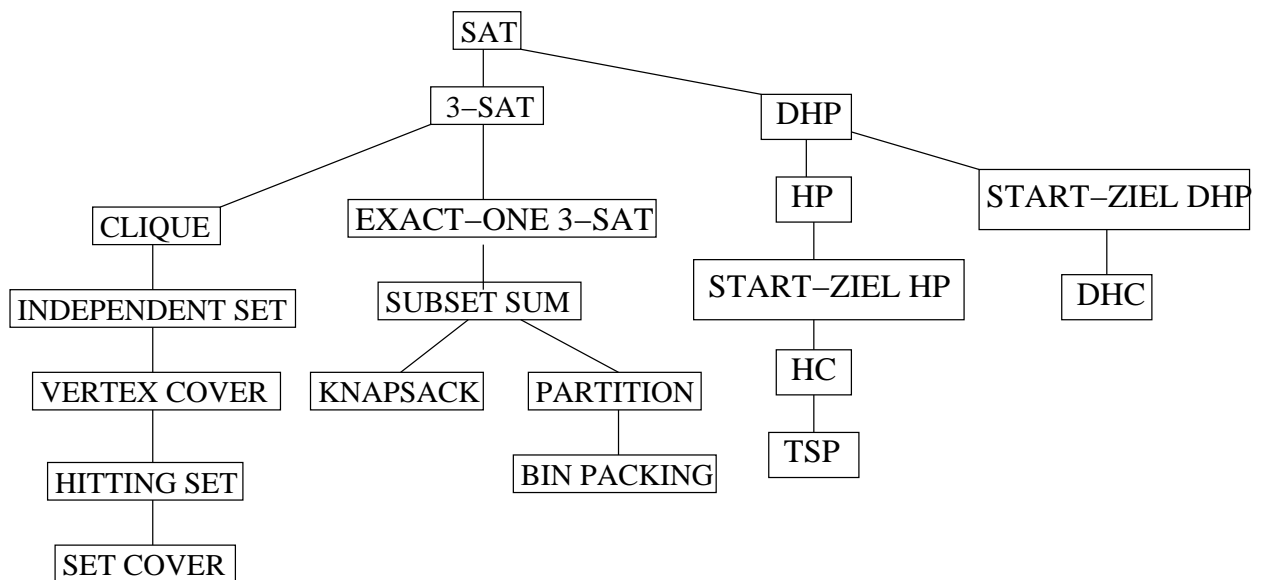 SAT
3–SAT
DHP
HP
START–ZIEL DHP
CLIQUE
EXACT–ONE 3–SAT
START–ZIEL HP
DHC
INDEPENDENT SET
SUBSET SUM
HC
VERTEX COVER
KNAPSACK
PARTITION
TSP
HITTING SET
BIN PACKING
SET COVER